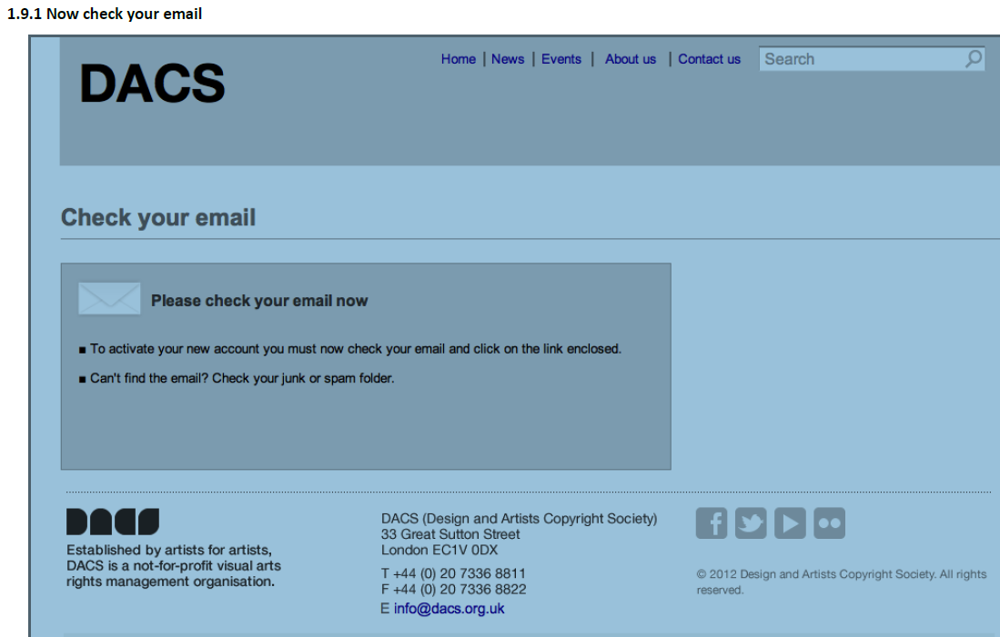 1.9.1 Now check your email
DACS
Home | News | Events | About us | Contact us
Search
Check your email
Please check your email now
▪ To activate your new account you must now check your email and click on the link enclosed.
▪ Can't find the email? Check your junk or spam folder.
DACS
Established by artists for artists,
DACS is a not-for-profit visual arts
rights management organisation.
DACS (Design and Artists Copyright Society)
33 Great Sutton Street
London EC1V 0DX
T +44 (0) 20 7336 8811
F +44 (0) 20 7336 8822
E info@dacs.org.uk
© 2012 Design and Artists Copyright Society. All rights
reserved.